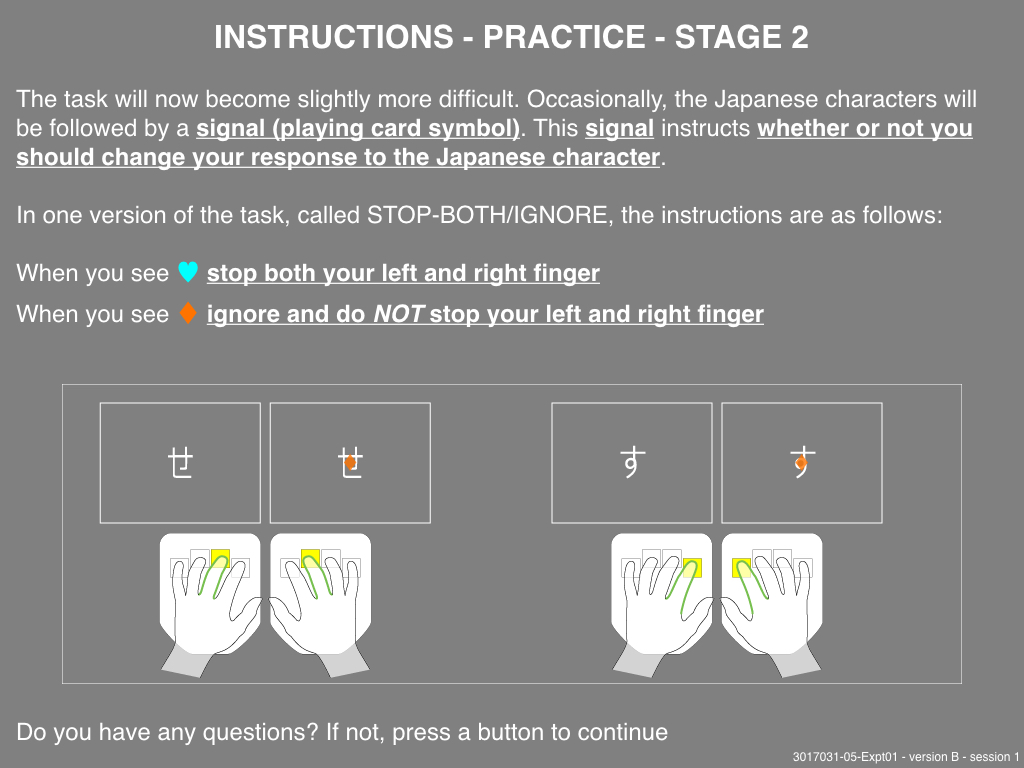 INSTRUCTIONS - PRACTICE - STAGE 2
The task will now become slightly more difficult. Occasionally, the Japanese characters will
be followed by a signal (playing card symbol). This signal instructs whether or not you
should change your response to the Japanese character.
In one version of the task, called STOP-BOTH/IGNORE, the instructions are as follows:
When you see ♥ stop both your left and right finger
When you see ♦ ignore and do NOT stop your left and right finger
せ せ す す
Do you have any questions? If not, press a button to continue
3017031-05-Expt01 - version B - session 1